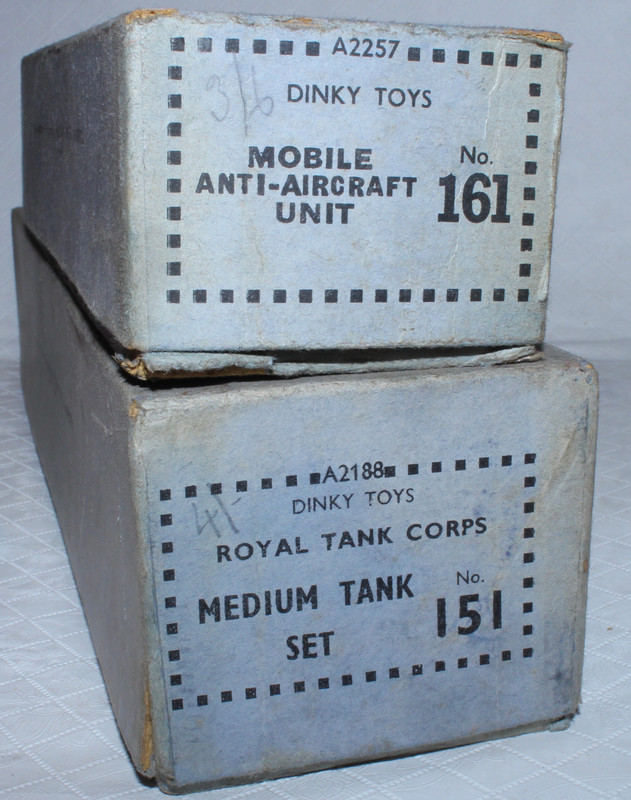 A2257
3/6
DINKY TOYS
MOBILE
ANTI-AIRCRAFT
UNIT
No.
161
A2188
4/-
DINKY TOYS
ROYAL TANK CORPS
MEDIUM TANK
SET
No.
151